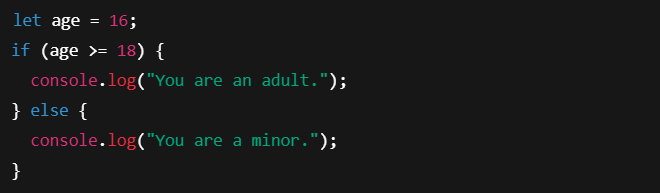 let age = 16;
if (age >= 18) {
  console.log("You are an adult.");
} else {
  console.log("You are a minor.");
}